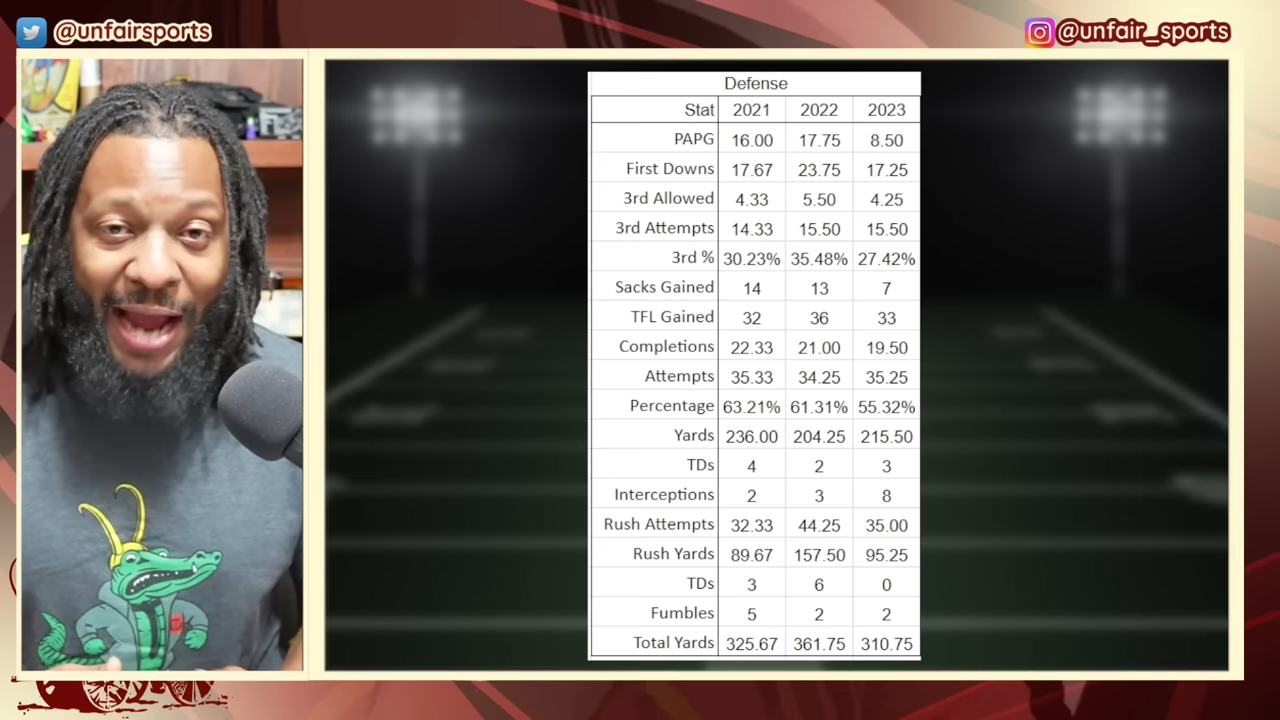 @unfairsports
@unfair_sports
Defense
Stat 2021 2022 2023
PAPG 16.00 17.75 8.50
First Downs 17.67 23.75 17.25
3rd Allowed 4.33 5.50 4.25
3rd Attempts 14.33 15.50 15.50
3rd % 30.23% 35.48% 27.42%
Sacks Gained 14 13 7
TFL Gained 32 36 33
Completions 22.33 21.00 19.50
Attempts 35.33 34.25 35.25
Percentage 63.21% 61.31% 55.32%
Yards 236.00 204.25 215.50
TDs 4 2 3
Interceptions 2 3 8
Rush Attempts 32.33 44.25 35.00
Rush Yards 89.67 157.50 95.25
TDs 3 6 0
Fumbles 5 2 2
Total Yards 325.67 361.75 310.75